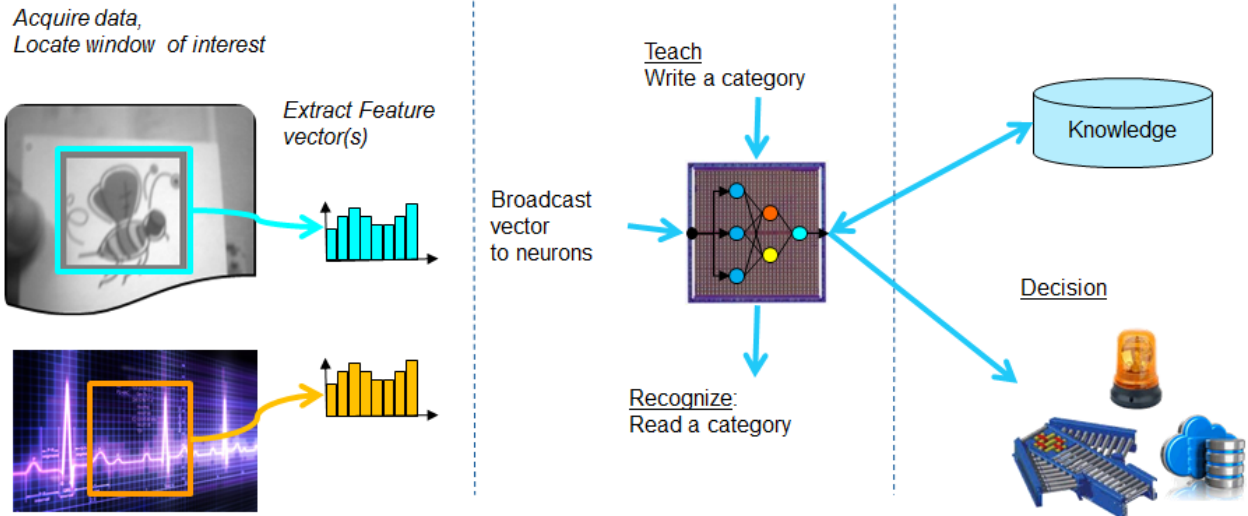 Acquire data,
Locate window of interest
Extract Feature
vector(s)
Broadcast
vector
to neurons
Teach
Write a category
Recognize:
Read a category
Knowledge
Decision